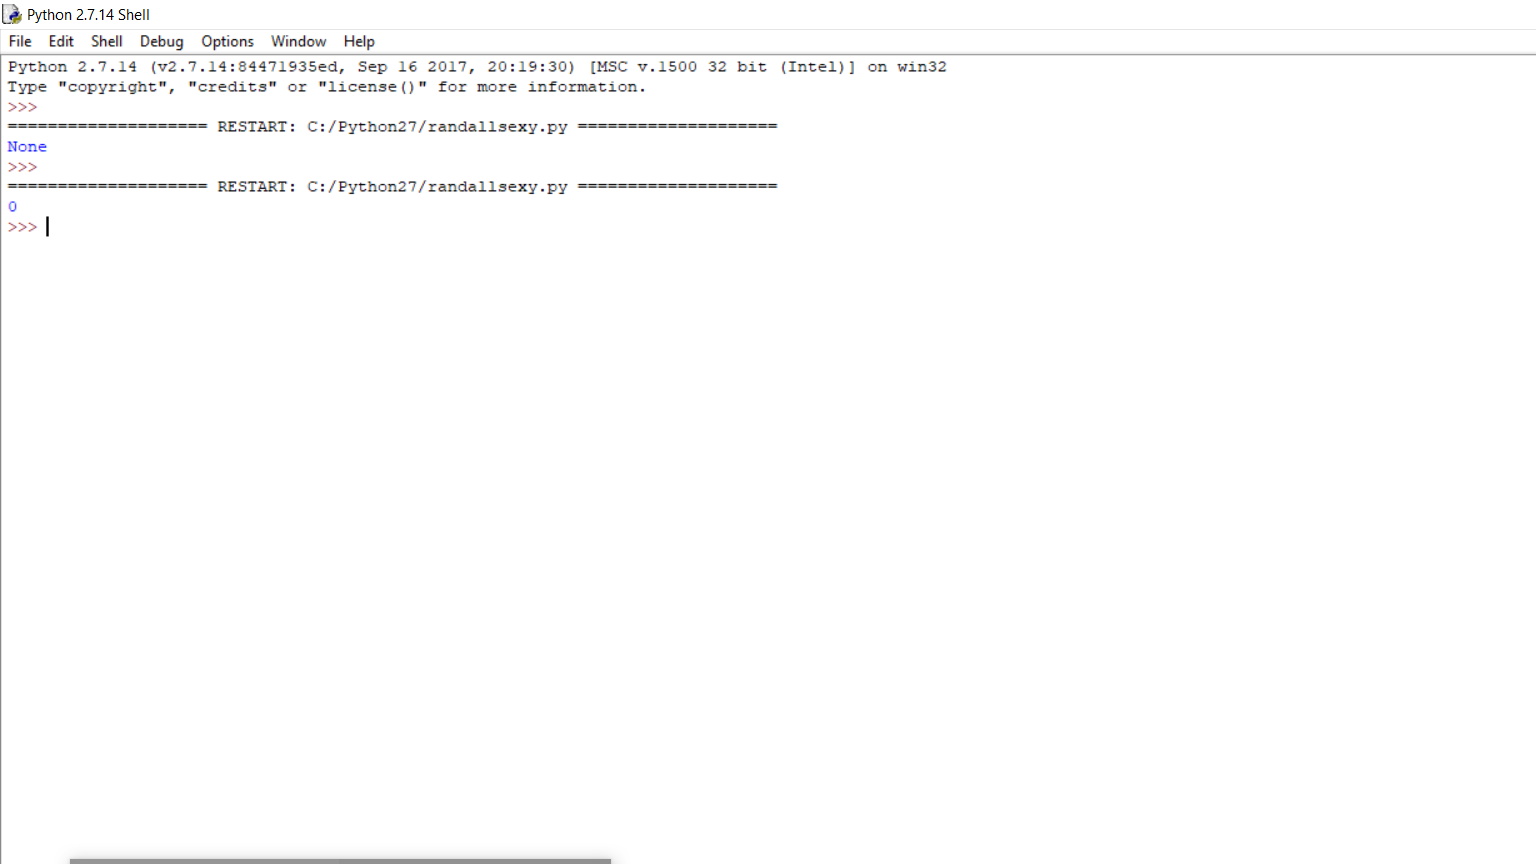 Python 2.7.14 Shell
File Edit Shell Debug Options Window Help
Python 2.7.14 (v2.7.14:84471935ed, Sep 16 2017, 20:19:30) [MSC v.1500 32 bit (Intel)] on win32
Type "copyright", "credits" or "license()" for more information.
>>>
==================== RESTART: C:/Python27/randallsexy.py ====================
None
>>>
==================== RESTART: C:/Python27/randallsexy.py ====================
0
>>>